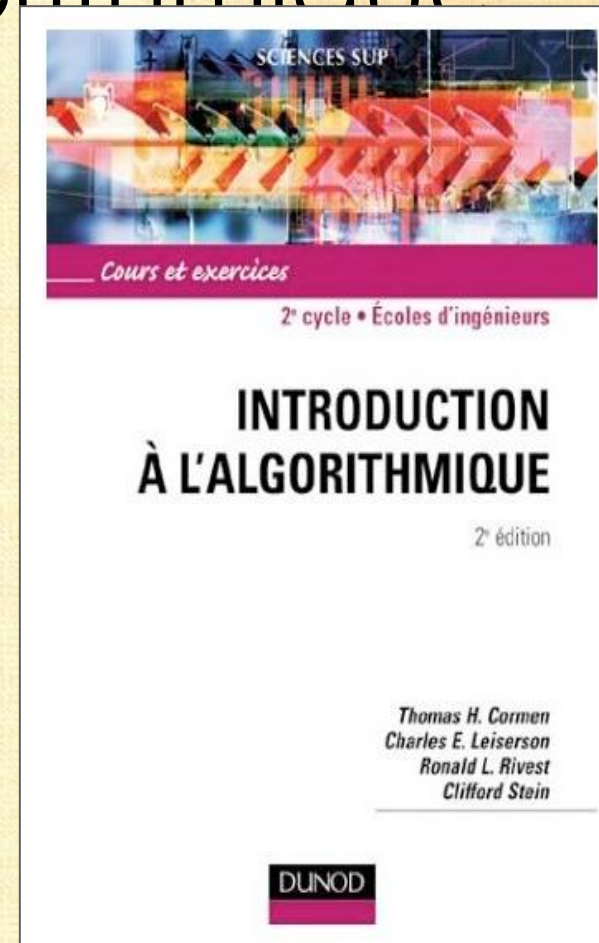 SCIENCES SUP
Cours et exercices
2e cycle • Écoles d'ingénieurs
INTRODUCTION
À L'ALGORITHMIQUE
2e édition
Thomas H. Cormen
Charles E. Leiserson
Ronald L. Rivest
Clifford Stein
DUNOD